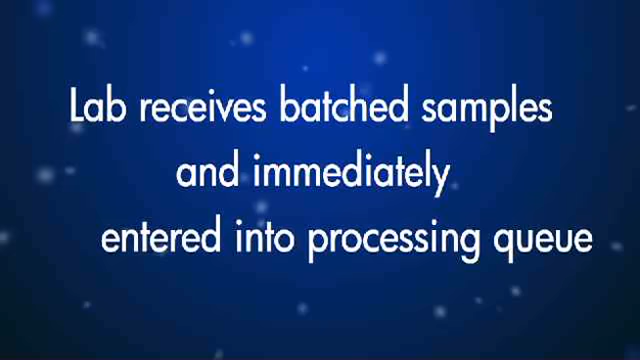 Lab receives batched samples
and immediately
entered into processing queue